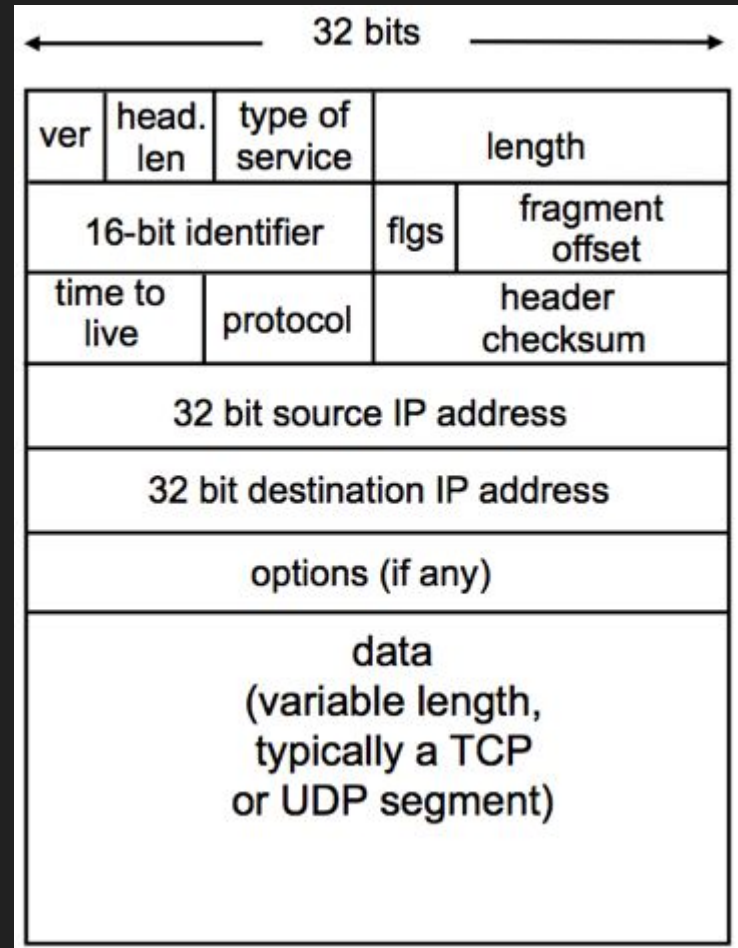 32 bits
ver
head.
len
type of
service
length
16-bit identifier
flgs
fragment
offset
time to
live
protocol
header
checksum
32 bit source IP address
32 bit destination IP address
options (if any)
data
(variable length,
typically a TCP
or UDP segment)